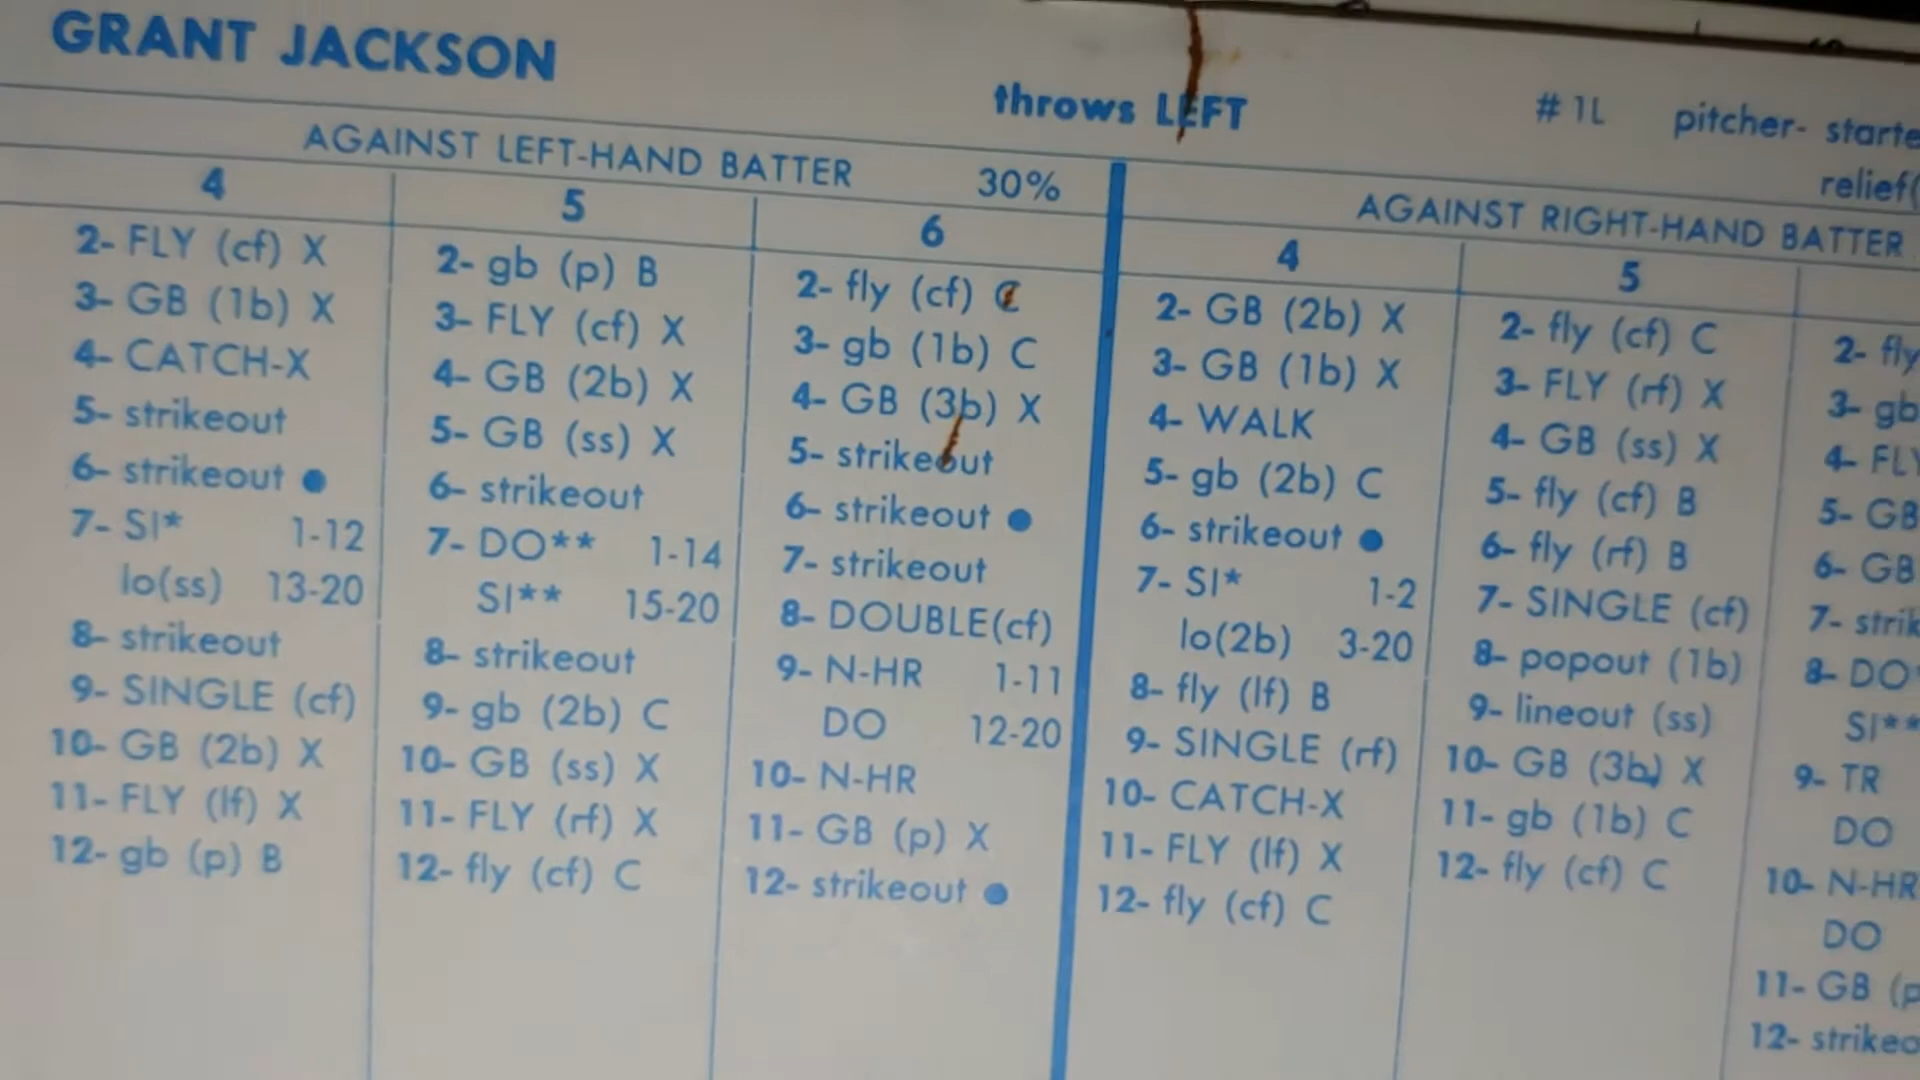 GRANT JACKSON
throws LEFT
# 1L pitcher- starte
relief(
AGAINST LEFT-HAND BATTER 30%
4
2- FLY (cf) X
3- GB (1b) X
4- CATCH-X
5- strikeout
6- strikeout ●
7- SI* 1-12
lo(ss) 13-20
8- strikeout
9- SINGLE (cf)
10- GB (2b) X
11- FLY (lf) X
12- gb (p) B
5
2- gb (p) B
3- FLY (cf) X
4- GB (2b) X
5- GB (ss) X
6- strikeout
7- DO** 1-14
SI** 15-20
8- strikeout
9- gb (2b) C
10- GB (ss) X
11- FLY (rf) X
12- fly (cf) C
6
2- fly (cf) C
3- gb (1b) C
4- GB (3b) X
5- strikeout
6- strikeout ●
7- strikeout
8- DOUBLE(cf)
9- N-HR 1-11
DO 12-20
10- N-HR
11- GB (p) X
12- strikeout ●
AGAINST RIGHT-HAND BATTER
4
2- GB (2b) X
3- GB (1b) X
4- WALK
5- gb (2b) C
6- strikeout ●
7- SI* 1-2
lo(2b) 3-20
8- fly (lf) B
9- SINGLE (rf)
10- CATCH-X
11- FLY (lf) X
12- fly (cf) C
5
2- fly (cf) C
3- FLY (rf) X
4- GB (ss) X
5- fly (cf) B
6- fly (rf) B
7- SINGLE (cf)
8- popout (1b)
9- lineout (ss)
10- GB (3b) X
11- gb (1b) C
12- fly (cf) C
2- fly
3- gb
4- FLY
5- GB
6- GB
7- strik
8- DO*
SI**
9- TR
DO
10- N-HR
DO
11- GB (p
12- strikeo